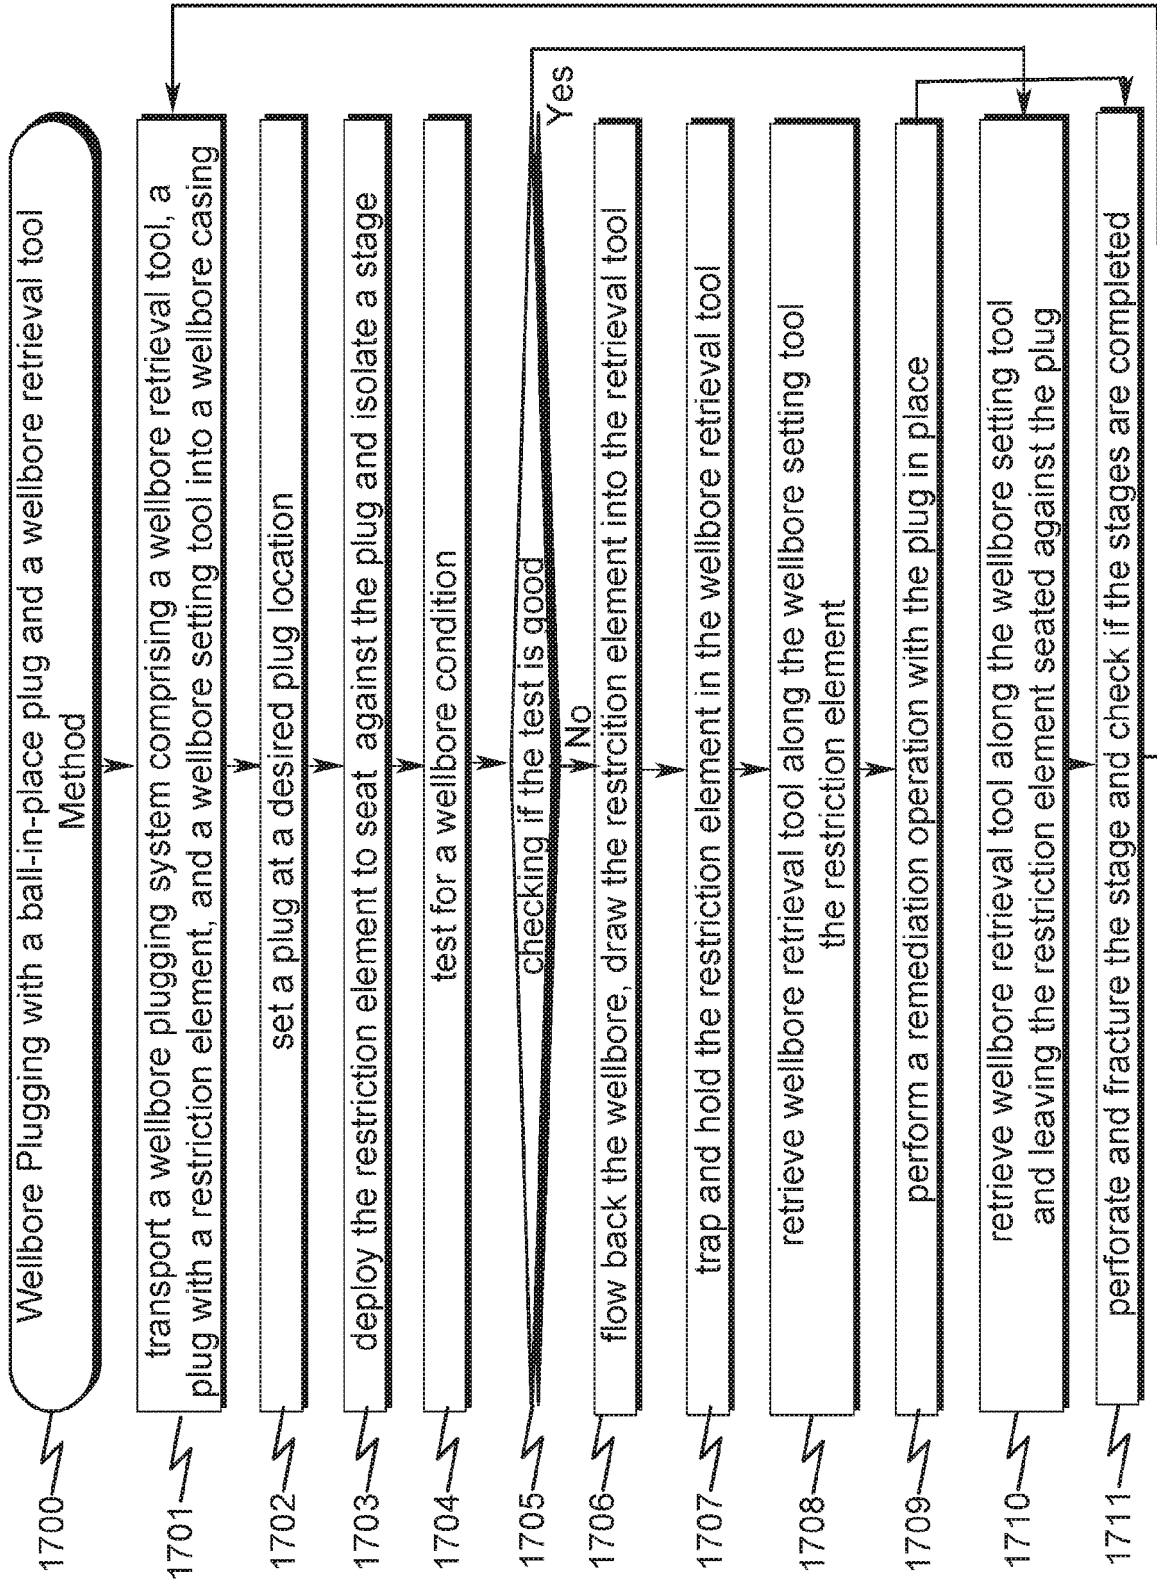 1700
Wellbore Plugging with a ball-in-place plug and a wellbore retrieval tool
Method
1701
transport a wellbore plugging system comprising a wellbore retrieval tool, a
plug with a restriction element, and a wellbore setting tool into a wellbore casing
1702
set a plug at a desired plug location
1703
deploy the restriction element to seat against the plug and isolate a stage
1704
test for a wellbore condition
1705
checking if the test is good
Yes
No
1706
flow back the wellbore, draw the restrcition element into the retrieval tool
1707
trap and hold the restriction element in the wellbore retrieval tool
1708
retrieve wellbore retrieval tool along the wellbore setting tool
the restriction element
1709
perform a remediation operation with the plug in place
1710
retrieve wellbore retrieval tool along the wellbore setting tool
and leaving the restriction element seated against the plug
1711
perforate and fracture the stage and check if the stages are completed